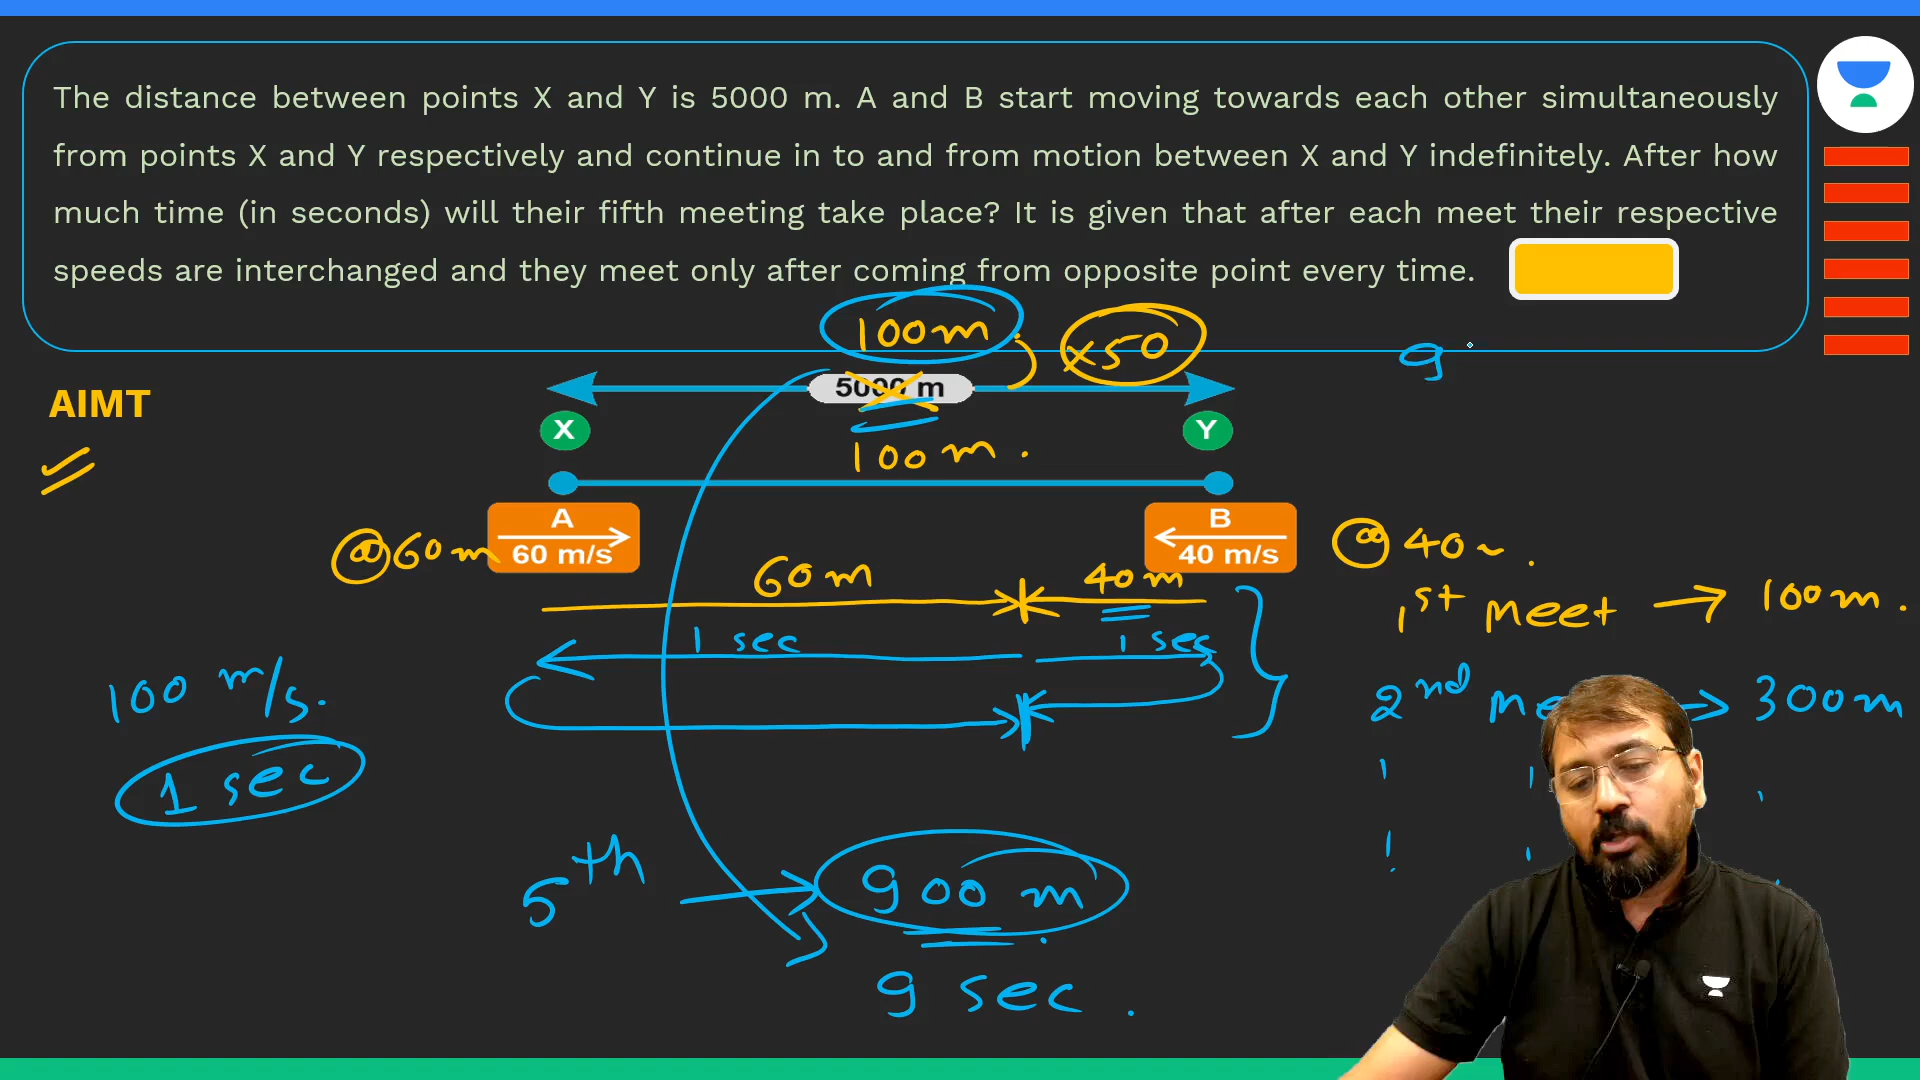 The distance between points X and Y is 5000 m. A and B start moving towards each other simultaneously
from points X and Y respectively and continue in to and from motion between X and Y indefinitely. After how
much time (in seconds) will their fifth meeting take place? It is given that after each meet their respective
speeds are interchanged and they meet only after coming from opposite point every time.
100m. ×50
9
5000 m
AIMT
X Y
100m.
A B
@60m 60 m/s 40 m/s @40
60m 40m
1st meet → 100m.
1 sec 1 sec
100 m/s.
2nd → 300m
1 sec
5th → 900 m
9 sec.